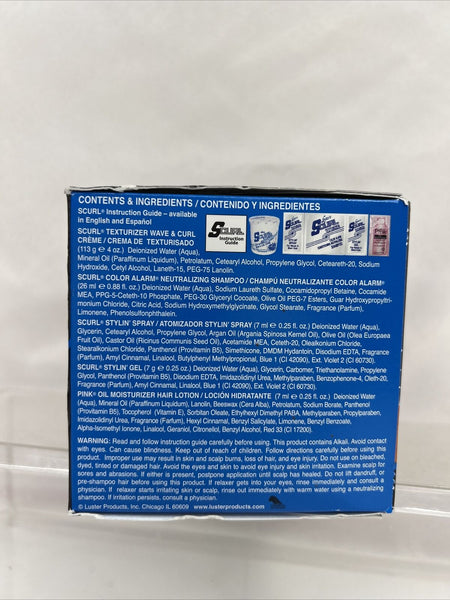 CONTENTS & INGREDIENTS / CONTENIDO Y INGREDIENTES
SCURL® Instruction Guide – available
in English and Español
SCURL
Instruction
Guide
SCURL® TEXTURIZER WAVE & CURL
CRÈME / CREMA DE TEXTURISADO
(113 g ℮ 4 oz.) Deionized Water (Aqua),
Mineral Oil (Paraffinum Liquidum), Petrolatum, Cetearyl Alcohol, Propylene Glycol, Ceteareth-20, Sodium
Hydroxide, Cetyl Alcohol, Laneth-15, PEG-75 Lanolin.
SCURL® COLOR ALARM® NEUTRALIZING SHAMPOO / CHAMPÚ NEUTRALIZANTE COLOR ALARM®
(26 ml ℮ 0.88 fl oz.) Deionized Water (Aqua), Sodium Laureth Sulfate, Cocamidopropyl Betaine, Cocamide
MEA, PPG-5-Ceteth-10 Phosphate, PEG-30 Glyceryl Cocoate, Olive Oil PEG-7 Esters, Guar Hydroxypropyltri-
monium Chloride, Citric Acid, Sodium Hydroxymethylglycinate, Glycol Stearate, Fragrance (Parfum),
Limonene, Phenolsulfonphthalein.
SCURL® STYLIN' SPRAY / ATOMIZADOR STYLIN' SPRAY (7 ml ℮ 0.25 fl oz.) Deionized Water (Aqua),
Glycerin, Cetearyl Alcohol, Propylene Glycol, Argan Oil (Argania Spinosa Kernel Oil), Olive Oil (Olea Europaea
Fruit Oil), Castor Oil (Ricinus Communis Seed Oil), Acetamide MEA, Ceteth-20, Olealkonium Chloride,
Stearalkonium Chloride, Panthenol (Provitamin B5), Simethicone, DMDM Hydantoin, Disodium EDTA, Fragrance
(Parfum), Amyl Cinnamal, Linalool, Butylphenyl Methylpropional, Blue 1 (CI 42090), Ext. Violet 2 (CI 60730).
SCURL® STYLIN' GEL (7 g ℮ 0.25 oz) Deionized Water (Aqua), Glycerin, Carbomer, Triethanolamine, Propylene
Glycol, Panthenol (Provitamin B5), Disodium EDTA, Imidazolidinyl Urea, Methylparaben, Benzophenone-4, Oleth-20,
Fragrance (Parfum), Amyl Cinnamal, Linalool, Blue 1 (CI 42090), Ext. Violet 2 (CI 60730).
PINK® OIL MOISTURIZER HAIR LOTION / LOCIÓN HIDRATANTE (7 ml ℮ 0.25 fl oz.) Deionized Water
(Aqua), Mineral Oil (Paraffinum Liquidum), Lanolin, Beeswax (Cera Alba), Petrolatum, Sodium Borate, Panthenol
(Provitamin B5), Tocopherol (Vitamin E), Sorbitan Oleate, Ethylhexyl Dimethyl PABA, Methylparaben, Propylparaben,
Imidazolidinyl Urea, Fragrance (Parfum), Hexyl Cinnamal, Benzyl Salicylate, Limonene, Benzyl Benzoate,
Alpha-Isomethyl Ionone, Linalool, Geraniol, Citronellol, Benzyl Alcohol, Red 33 (CI 17200).
WARNING: Read and follow instruction guide carefully before using. This product contains Alkali. Avoid contact
with eyes. Can cause blindness. Keep out of reach of children. Follow directions carefully before using this
product. Improper use may result in skin and scalp burns, loss of hair, and eye injury. Do not use on bleached,
dyed, tinted or damaged hair. Avoid the eyes and skin to avoid eye injury and skin irritation. Examine scalp for
sores and abrasions. If either is present, postpone application until scalp has healed. Do not lift dandruff, or
pre-shampoo hair before using this product. If relaxer gets into your eyes, rinse immediately and consult a
physician. If relaxer starts irritating skin or scalp, rinse out immediately with warm water using a neutralizing
shampoo. If irritation persists, consult a physician.
© Luster Products, Inc. Chicago IL 60609 www.lusterproducts.com